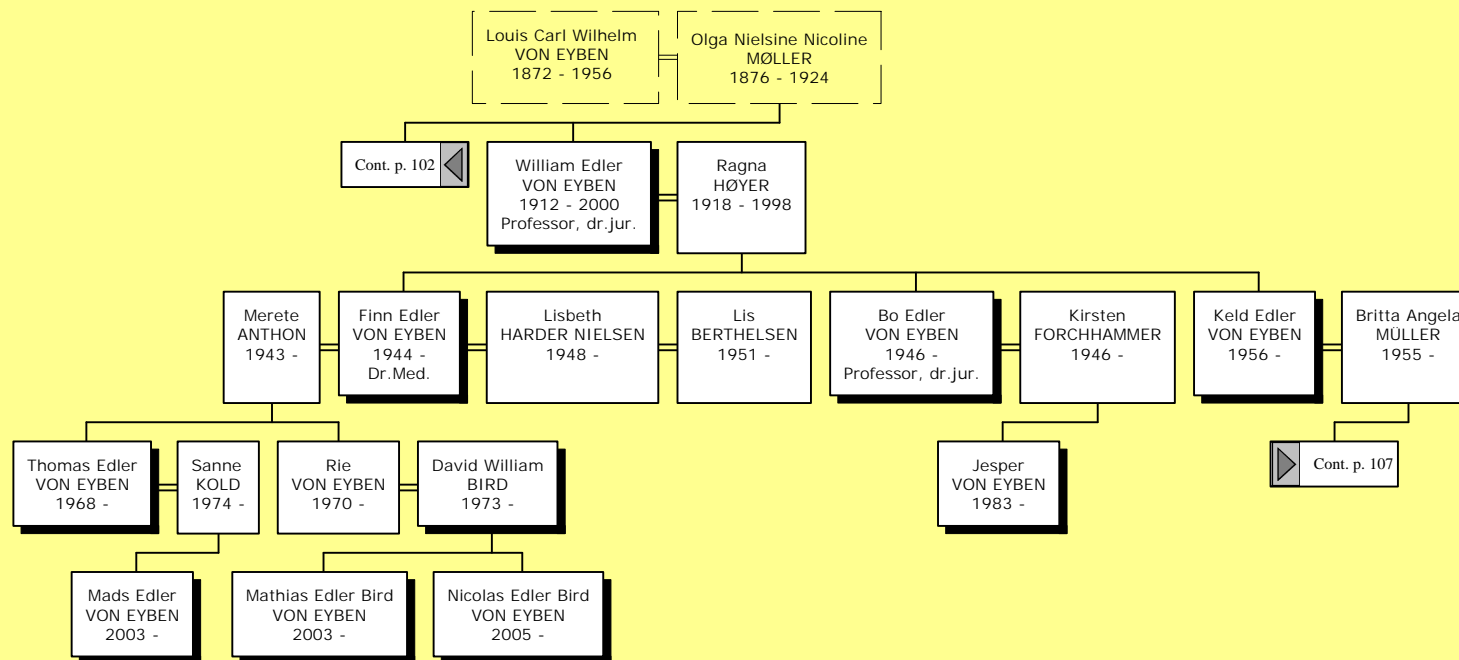 Louis Carl Wilhelm
VON EYBEN
1872 - 1956
Olga Nielsine Nicoline
MØLLER
1876 - 1924
Cont. p. 102
William Edler
VON EYBEN
1912 - 2000
Professor, dr.jur.
Ragna
HØYER
1918 - 1998
Merete
ANTHON
1943 -
Finn Edler
VON EYBEN
1944 -
Dr.Med.
Lisbeth
HARDER NIELSEN
1948 -
Lis
BERTHELSEN
1951 -
Bo Edler
VON EYBEN
1946 -
Professor, dr.jur.
Kirsten
FORCHHAMMER
1946 -
Keld Edler
VON EYBEN
1956 -
Britta Angela
MÜLLER
1955 -
Thomas Edler
VON EYBEN
1968 -
Sanne
KOLD
1974 -
Rie
VON EYBEN
1970 -
David William
BIRD
1973 -
Jesper
VON EYBEN
1983 -
Cont. p. 107
Mads Edler
VON EYBEN
2003 -
Mathias Edler Bird
VON EYBEN
2003 -
Nicolas Edler Bird
VON EYBEN
2005 -